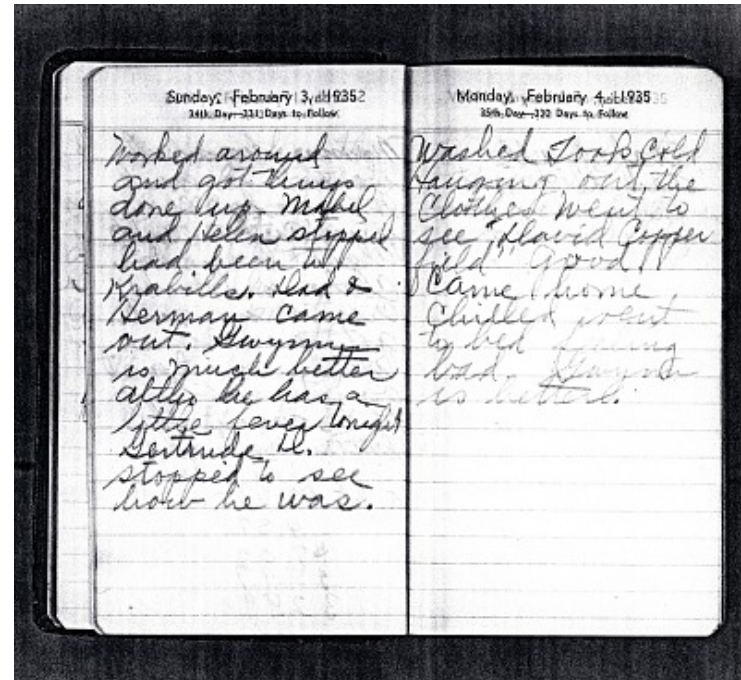 Sunday, February 3, 1935
34th Day—331 Days to Follow
Worked around
and got things
done up. Mabel
and Helen stopped
had been to
Krabills. Dad &
Herman came
out. Gwynne
is much better
altho he has a
little fever tonight
Gertrude H.
stopped to see
how he was.
Monday, February 4, 1935
35th Day—330 Days to Follow
Washed Took Cold
Hanging out the
Clothes Went to
see "David Copper
field" Good!
Came home
Chilled went
to bed feeling
bad. Gwynne
is better.